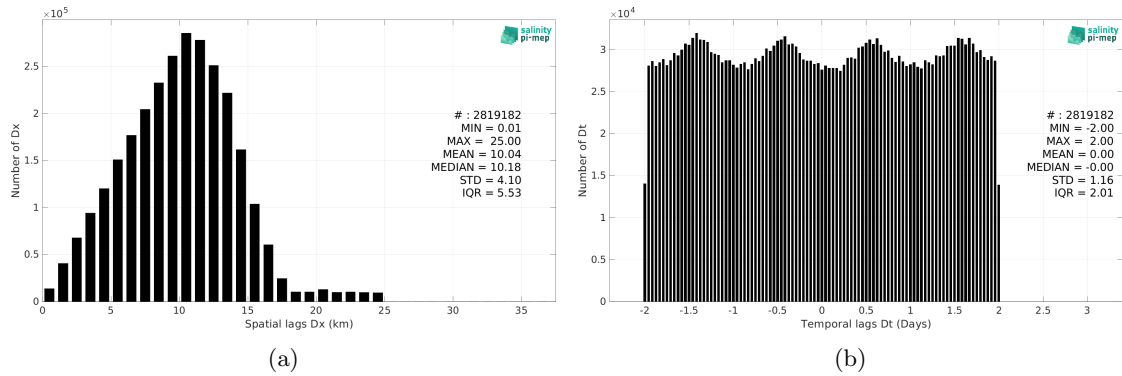 ×10⁵
salinity
pi-mep
2.5
2
1.5
1
0.5
0
Number of Dx
# : 2819182
MIN = 0.01
MAX = 25.00
MEAN = 10.04
MEDIAN = 10.18
STD = 4.10
IQR = 5.53
0 5 10 15 20 25 30 35
Spatial lags Dx (km)
(a)
×10⁴
salinity
pi-mep
3
2.5
2
1.5
1
0.5
0
Number of Dt
# : 2819182
MIN = -2.00
MAX = 2.00
MEAN = 0.00
MEDIAN = -0.00
STD = 1.16
IQR = 2.01
-2 -1.5 -1 -0.5 0 0.5 1 1.5 2 2.5 3
Temporal lags Dt (Days)
(b)